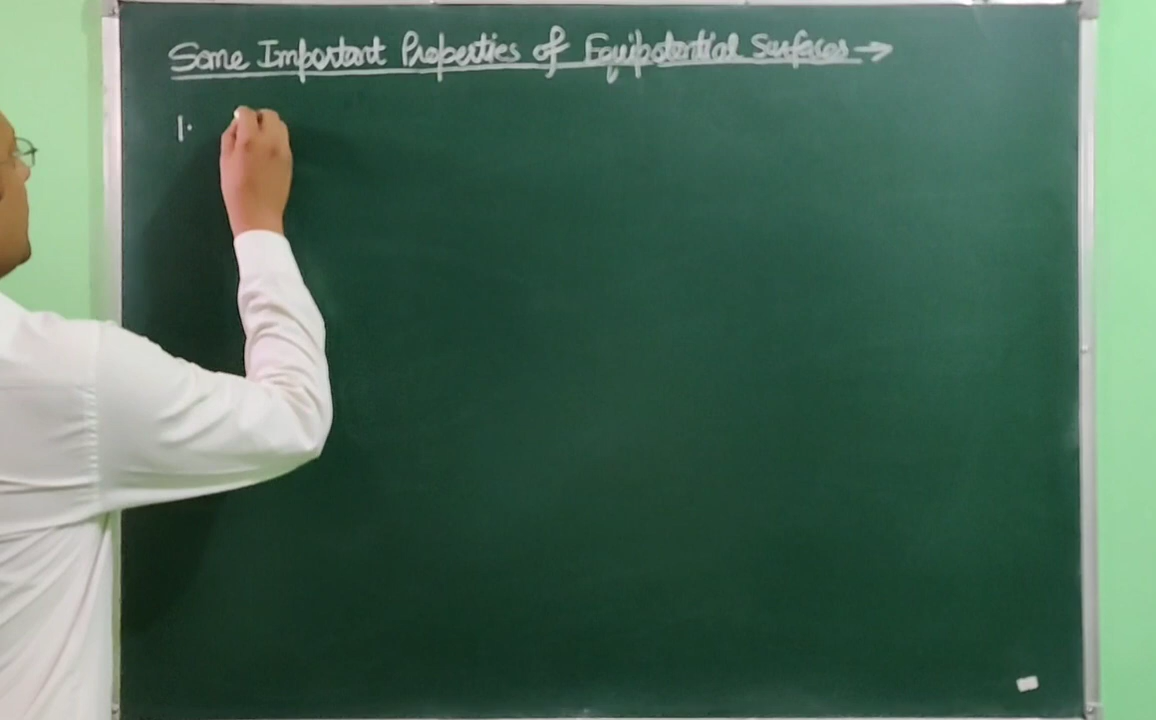 Some Important Properties of Equipotential Surfaces →
1.